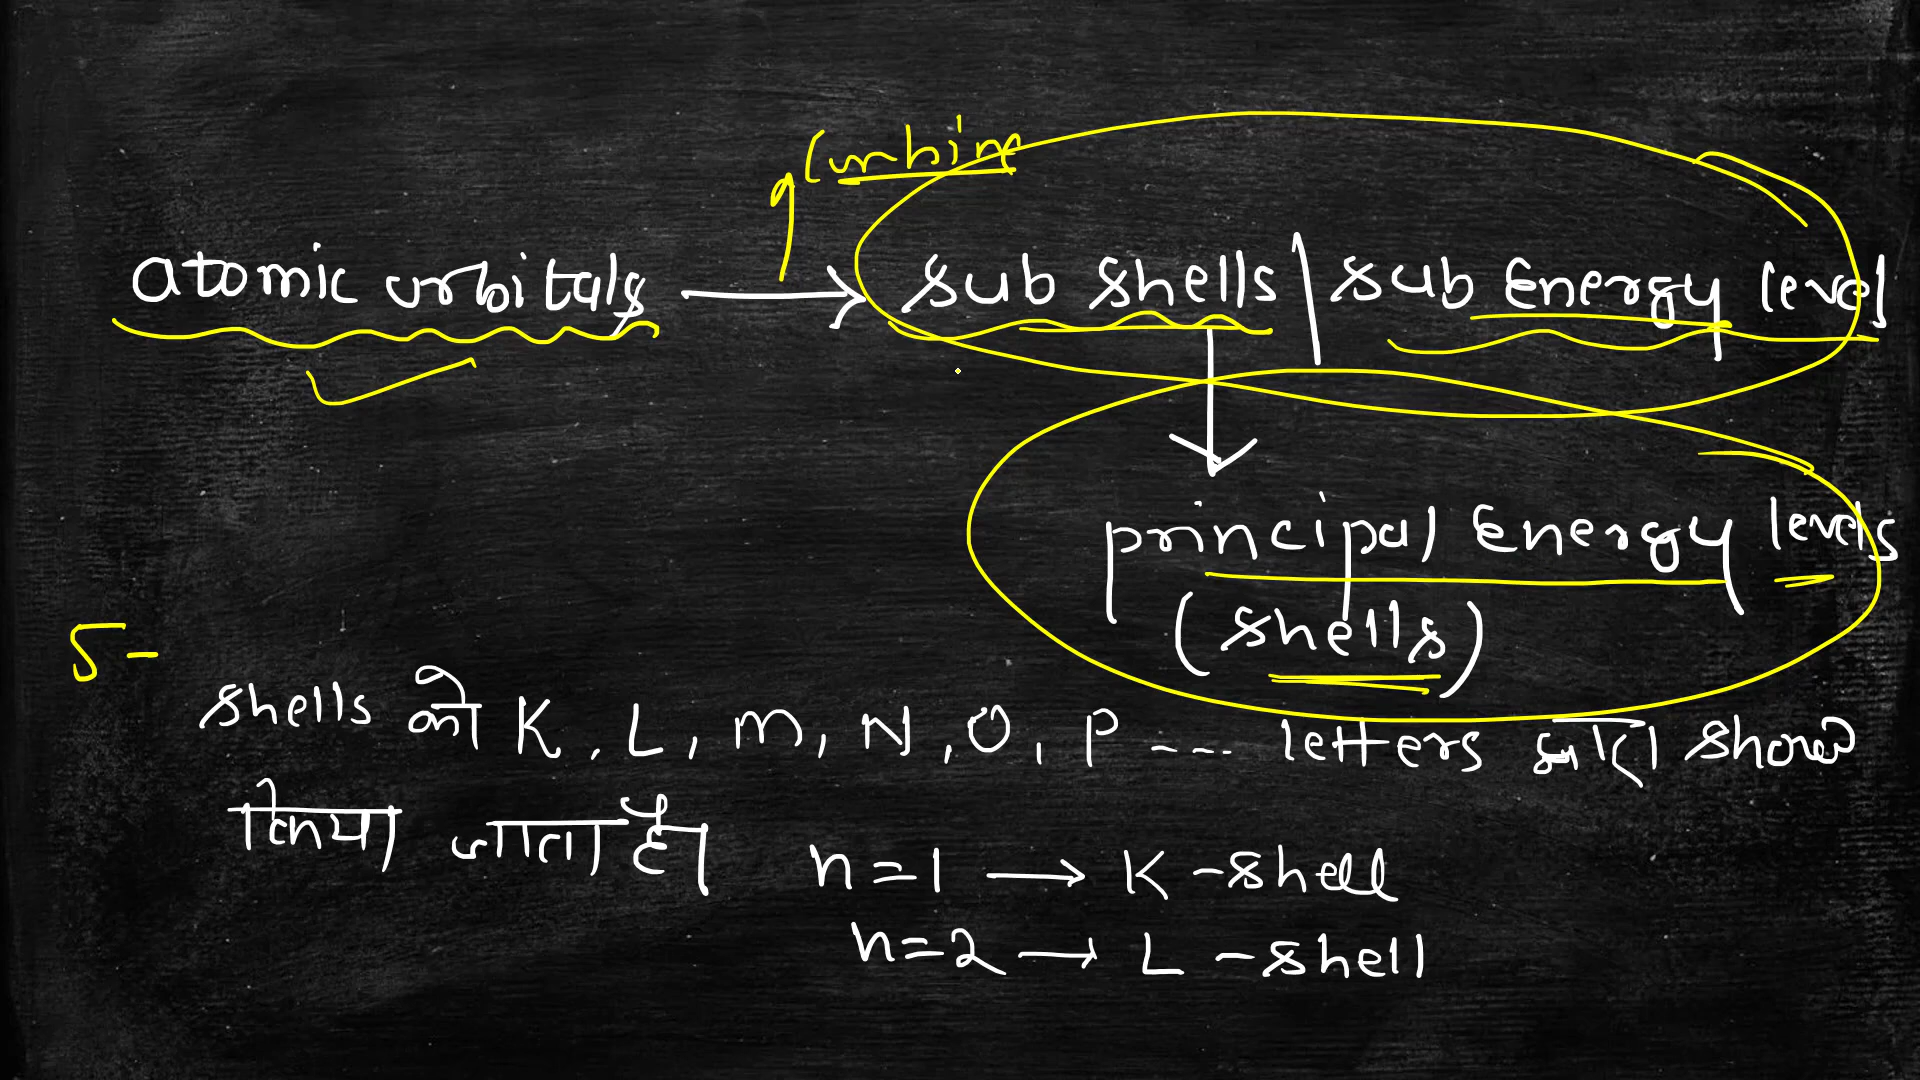 combine
atomic orbitals → sub shells | sub Energy level
↓
principal Energy levels
(shells)
5-
shells को K, L, M, N, O, P --- letters द्वारा show
किया जाता है।
n=1 → K-shell
n=2 → L-shell